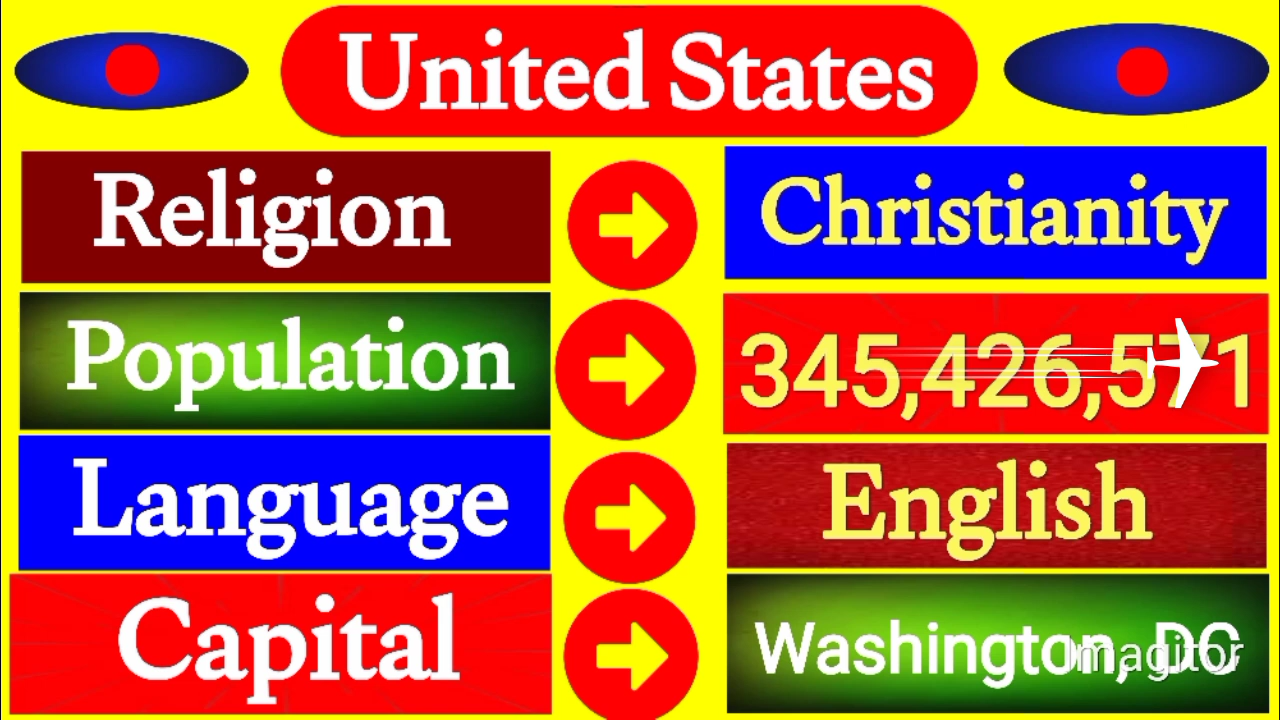 United States
Religion
Christianity
Population
345,426,571
Language
English
Capital
Washington, DC
Imagitor